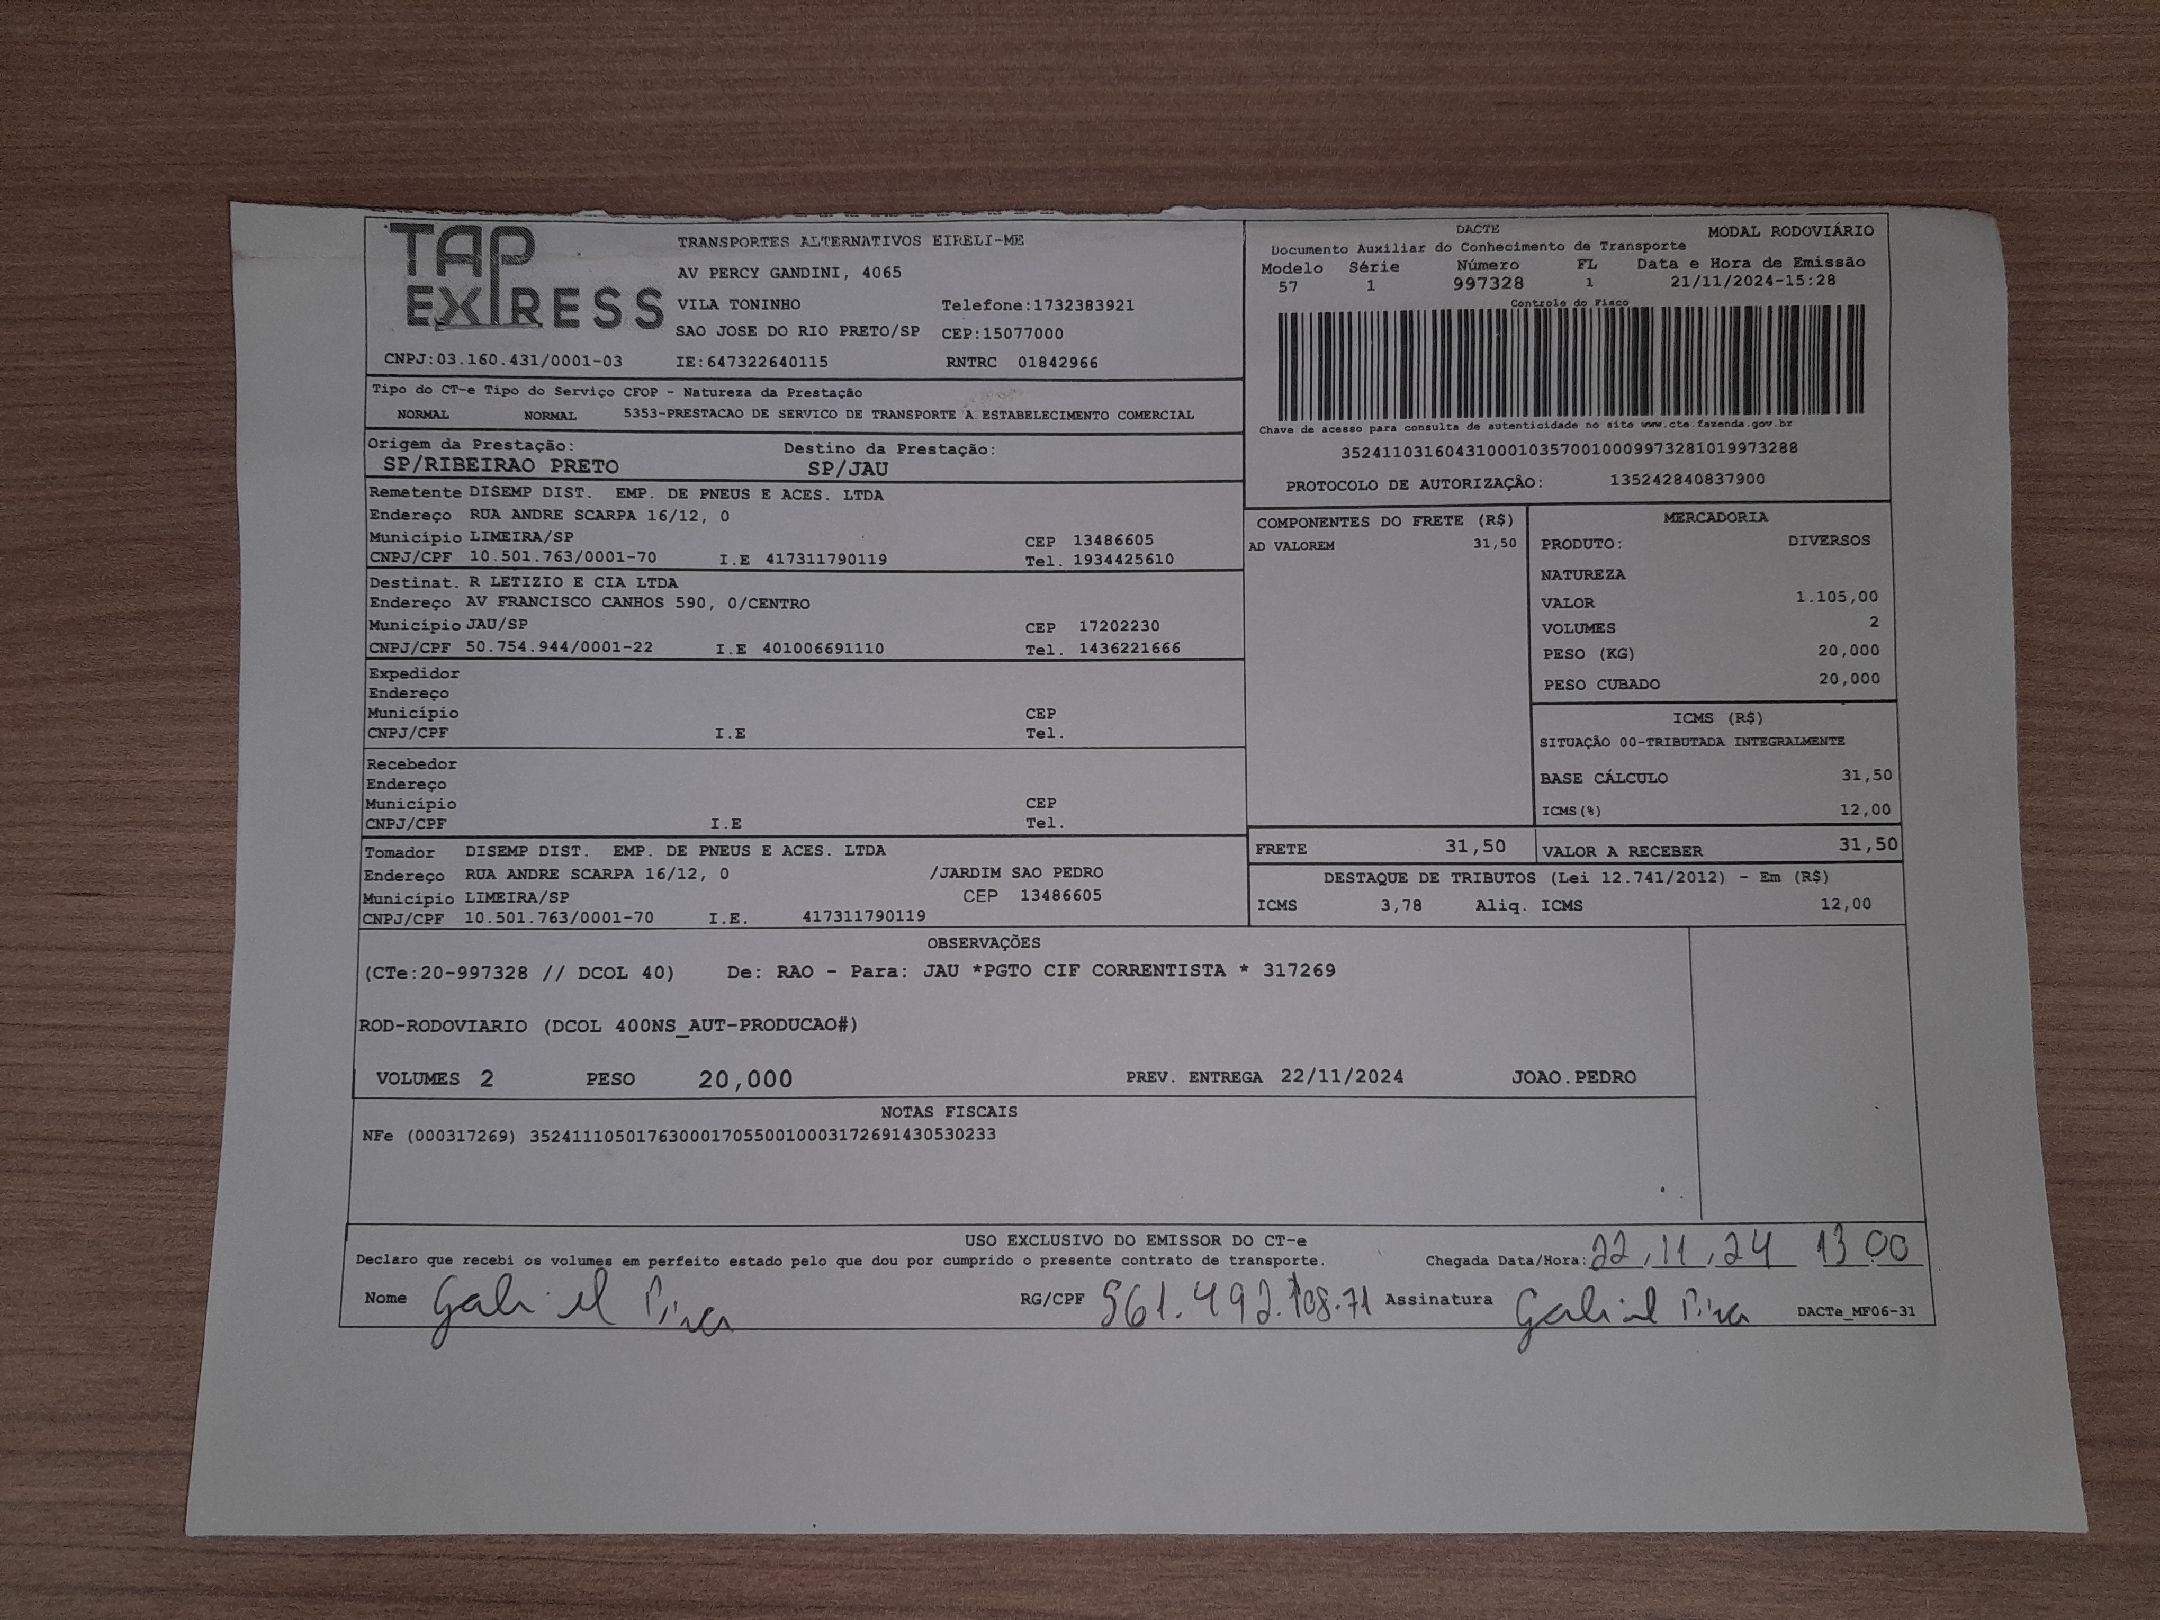 TAP EXPRESS
TRANSPORTES ALTERNATIVOS EIRELI-ME
AV PERCY GANDINI, 4065
VILA TONINHO Telefone:1732383921
SAO JOSE DO RIO PRETO/SP CEP:15077000
CNPJ:03.160.431/0001-03 IE:647322640115 RNTRC 01842966
DACTE MODAL RODOVIÁRIO
Documento Auxiliar do Conhecimento de Transporte
Modelo Série Número FL Data e Hora de Emissão
57 1 997328 1 21/11/2024-15:28
Controle do Fisco
Chave de acesso para consulta de autenticidade no site www.cte.fazenda.gov.br
35241103160431000103570010009973281019973288
PROTOCOLO DE AUTORIZAÇÃO: 135242840837900
Tipo do CT-e Tipo do Serviço CFOP - Natureza da Prestação
NORMAL NORMAL 5353-PRESTACAO DE SERVICO DE TRANSPORTE A ESTABELECIMENTO COMERCIAL
Origem da Prestação: Destino da Prestação:
SP/RIBEIRAO PRETO SP/JAU
Remetente DISEMP DIST. EMP. DE PNEUS E ACES. LTDA
Endereço RUA ANDRE SCARPA 16/12, 0
Município LIMEIRA/SP CEP 13486605
CNPJ/CPF 10.501.763/0001-70 I.E 417311790119 Tel. 1934425610
Destinat. R LETIZIO E CIA LTDA
Endereço AV FRANCISCO CANHOS 590, 0/CENTRO
Município JAU/SP CEP 17202230
CNPJ/CPF 50.754.944/0001-22 I.E 401006691110 Tel. 1436221666
Expedidor
Endereço
Município CEP
CNPJ/CPF I.E Tel.
Recebedor
Endereço
Município CEP
CNPJ/CPF I.E Tel.
Tomador DISEMP DIST. EMP. DE PNEUS E ACES. LTDA
Endereço RUA ANDRE SCARPA 16/12, 0 /JARDIM SAO PEDRO
Município LIMEIRA/SP CEP 13486605
CNPJ/CPF 10.501.763/0001-70 I.E. 417311790119
COMPONENTES DO FRETE (R$)
AD VALOREM 31,50
MERCADORIA
PRODUTO: DIVERSOS
NATUREZA
VALOR 1.105,00
VOLUMES 2
PESO (KG) 20,000
PESO CUBADO 20,000
ICMS (R$)
SITUAÇÃO 00-TRIBUTADA INTEGRALMENTE
BASE CÁLCULO 31,50
ICMS(%) 12,00
FRETE 31,50 VALOR A RECEBER 31,50
DESTAQUE DE TRIBUTOS (Lei 12.741/2012) - Em (R$)
ICMS 3,78 Aliq. ICMS 12,00
OBSERVAÇÕES
(CTe:20-997328 // DCOL 40) De: RAO - Para: JAU *PGTO CIF CORRENTISTA * 317269
ROD-RODOVIARIO (DCOL 400NS_AUT-PRODUCAO#)
VOLUMES 2 PESO 20,000 PREV. ENTREGA 22/11/2024 JOAO.PEDRO
NOTAS FISCAIS
NFe (000317269) 35241110501763000170550010003172691430530233
USO EXCLUSIVO DO EMISSOR DO CT-e
Declaro que recebi os volumes em perfeito estado pelo que dou por cumprido o presente contrato de transporte. Chegada Data/Hora: 22,11,24 13 00
Nome Gabriel RG/CPF 561.492.108.71 Assinatura Gabriel DACTe_MF06-31